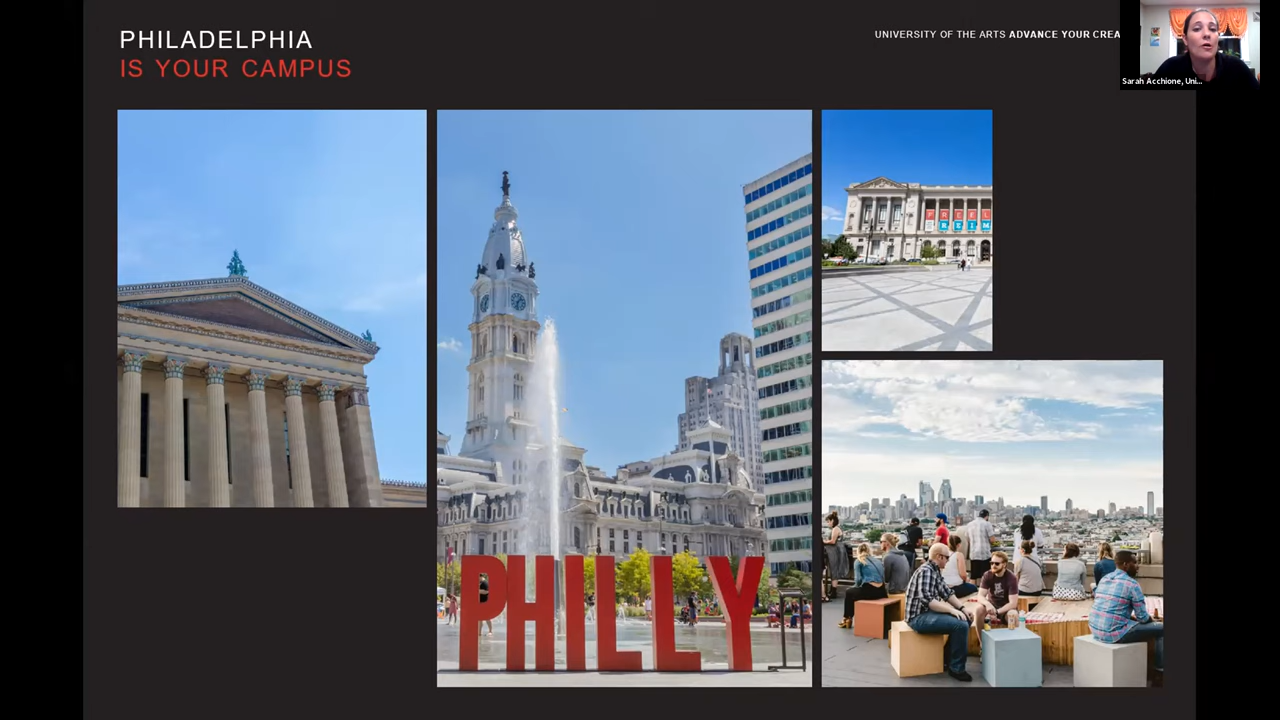 PHILADELPHIA
IS YOUR CAMPUS
UNIVERSITY OF THE ARTS ADVANCE YOUR CREA
Sarah Acchione, Uni...
PHILLY